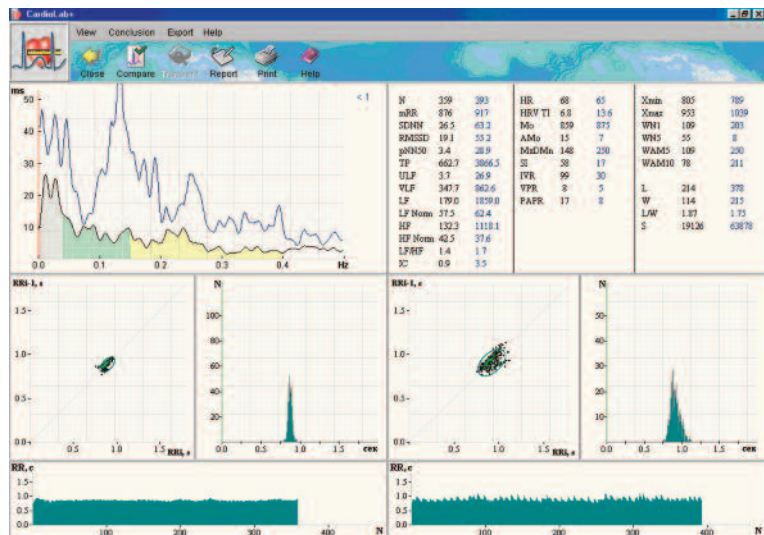 CardioLab+
View Conclusion Export Help
Close Compare Transmit Report Print Help
ms
< 1
50
40
30
20
10
0.0 0.1 0.2 0.3 0.4 Hz
N 359 393
mRR 876 917
SDNN 26.5 63.2
RMSSD 19.1 55.2
pNN50 3.4 28.9
TP 662.7 3866.5
ULF 3.7 26.9
VLF 347.7 862.6
LF 179.0 1859.0
LF Norm 57.5 62.4
HF 132.3 1118.1
HF Norm 42.5 37.6
LF/HF 1.4 1.7
IC 0.9 3.5
HR 68 65
HRV TI 6.8 13.6
Mo 859 875
AMo 15 7
MxDMn 148 250
SI 58 17
IVR 99 30
VPR 8 5
PAPR 17 8
Xmin 805 789
Xmax 953 1039
WN1 109 203
WN5 55 8
WAM5 109 250
WAM10 78 211
L 214 378
W 114 215
L/W 1.87 1.75
S 19126 63878
RRi-1, s
1.5
1.0
0.0
0.5 1.0 1.5 RRi, s
N
100
80
60
40
20
0.0 0.5 1.0 1.5 сек
RRi-1, s
1.5
1.0
0.0
0.5 1.0 1.5 RRi, s
N
50
40
30
20
10
0.0 0.5 1.0 1.5 сек
RR, c
1.5
1.0
0.5
0.0
100 200 300 400 N
RR, c
1.5
1.0
0.5
0.0
100 200 300 400 N